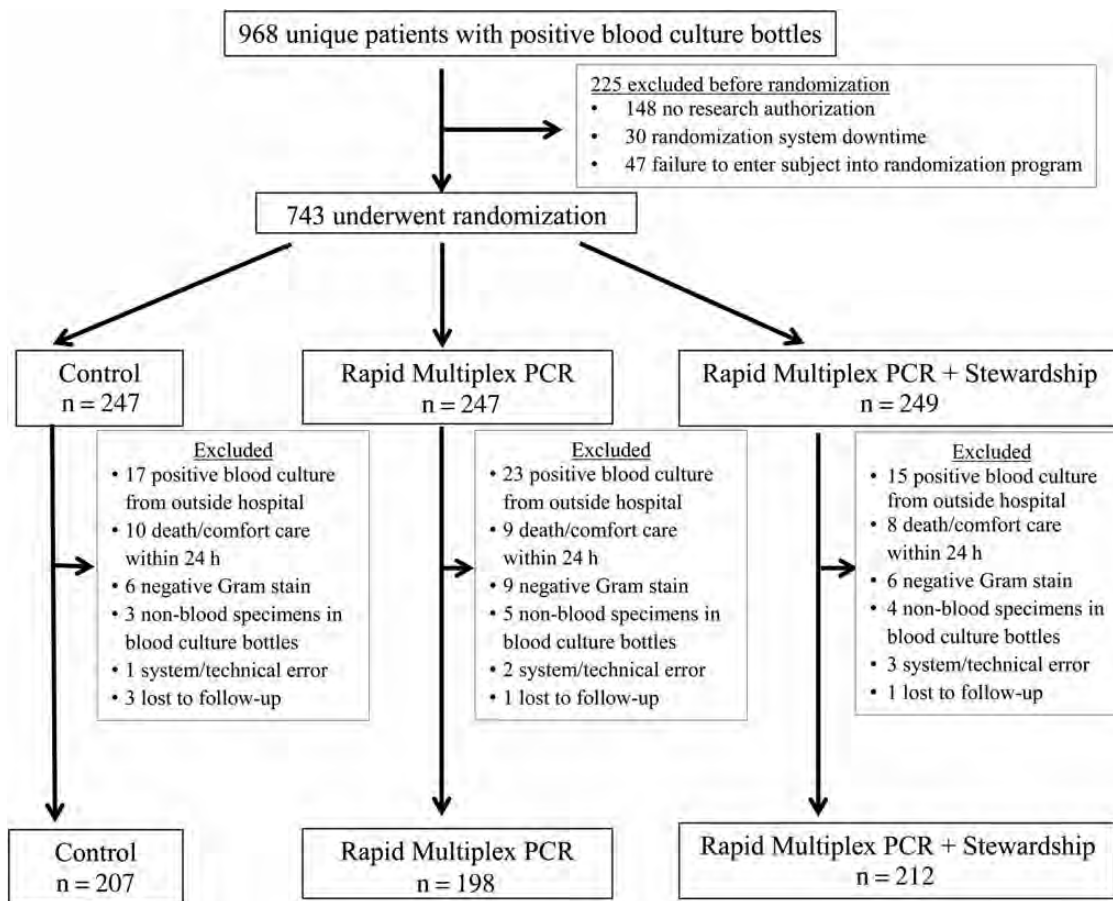 968 unique patients with positive blood culture bottles
225 excluded before randomization
• 148 no research authorization
• 30 randomization system downtime
• 47 failure to enter subject into randomization program
743 underwent randomization
Control
n = 247
Rapid Multiplex PCR
n = 247
Rapid Multiplex PCR + Stewardship
n = 249
Excluded
• 17 positive blood culture
from outside hospital
• 10 death/comfort care
within 24 h
• 6 negative Gram stain
• 3 non-blood specimens in
blood culture bottles
• 1 system/technical error
• 3 lost to follow-up
Excluded
• 23 positive blood culture
from outside hospital
• 9 death/comfort care
within 24 h
• 9 negative Gram stain
• 5 non-blood specimens in
blood culture bottles
• 2 system/technical error
• 1 lost to follow-up
Excluded
• 15 positive blood culture
from outside hospital
• 8 death/comfort care
within 24 h
• 6 negative Gram stain
• 4 non-blood specimens in
blood culture bottles
• 3 system/technical error
• 1 lost to follow-up
Control
n = 207
Rapid Multiplex PCR
n = 198
Rapid Multiplex PCR + Stewardship
n = 212